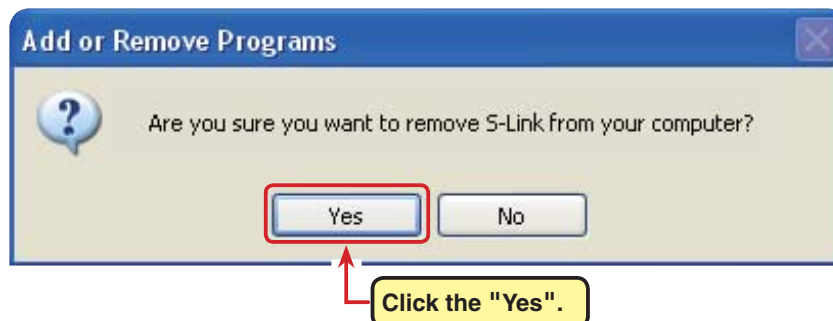 Add or Remove Programs
Are you sure you want to remove S-Link from your computer?
Yes
No
Click the "Yes".